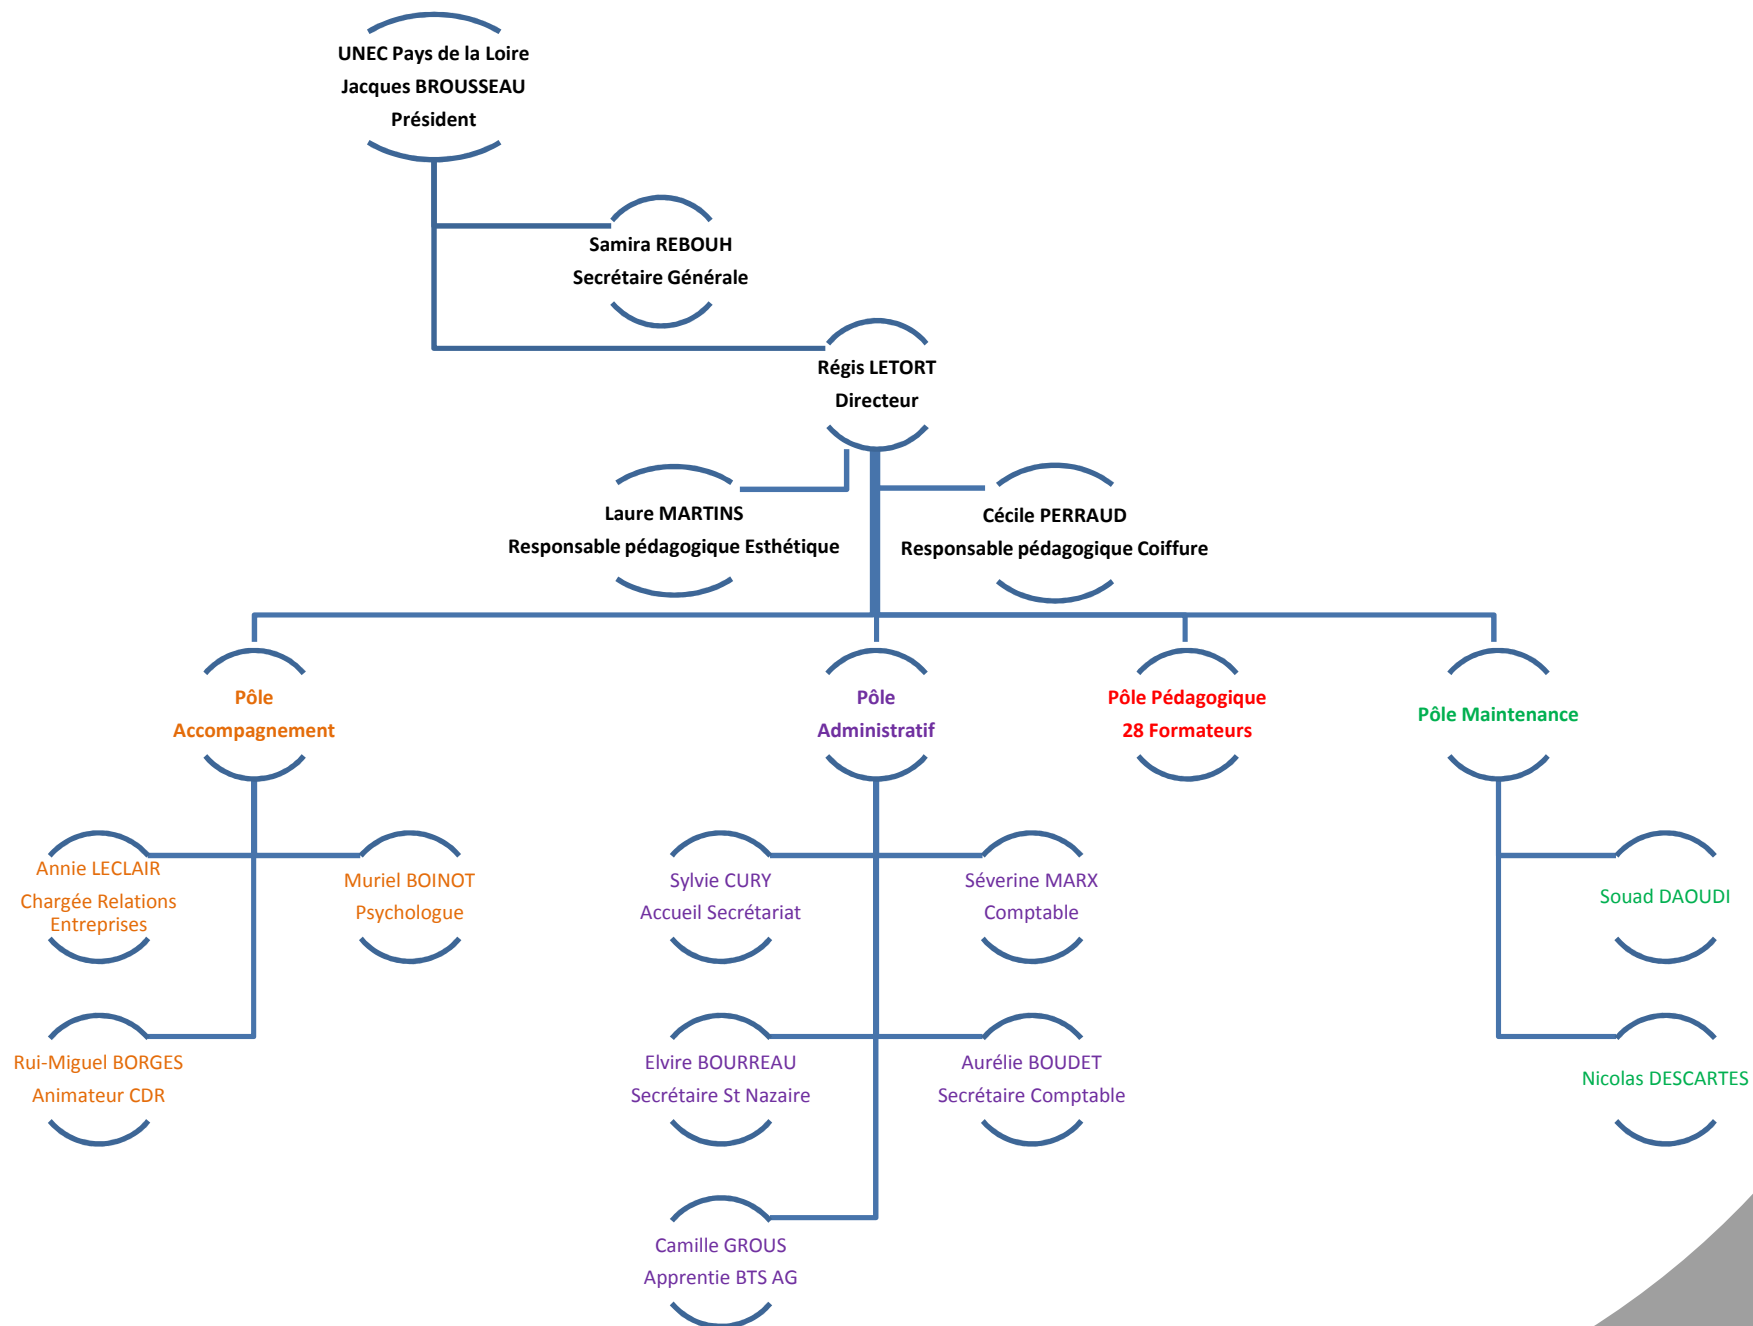 UNEC Pays de la Loire
Jacques BROUSSEAU
Président
Samira REBOUH
Secrétaire Générale
Régis LETORT
Directeur
Laure MARTINS
Responsable pédagogique Esthétique
Cécile PERRAUD
Responsable pédagogique Coiffure
Pôle
Accompagnement
Pôle
Administratif
Pôle Pédagogique
28 Formateurs
Pôle Maintenance
Annie LECLAIR
Chargée Relations
Entreprises
Muriel BOINOT
Psychologue
Sylvie CURY
Accueil Secrétariat
Séverine MARX
Comptable
Souad DAOUDI
Rui-Miguel BORGES
Animateur CDR
Elvire BOURREAU
Secrétaire St Nazaire
Aurélie BOUDET
Secrétaire Comptable
Nicolas DESCARTES
Camille GROUS
Apprentie BTS AG